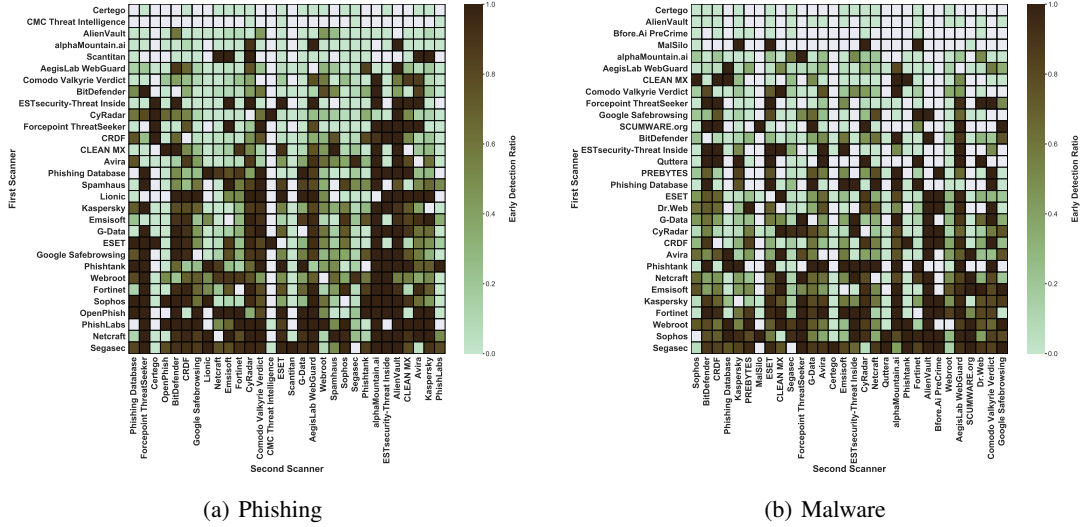 Certego
CMC Threat Intelligence
AlienVault
alphaMountain.ai
Scantitan
AegisLab WebGuard
Comodo Valkyrie Verdict
BitDefender
ESTsecurity-Threat Inside
CyRadar
Forcepoint ThreatSeeker
CRDF
CLEAN MX
Avira
Phishing Database
Spamhaus
Lionic
Kaspersky
Emsisoft
G-Data
ESET
Google Safebrowsing
Phishtank
Webroot
Fortinet
Sophos
OpenPhish
PhishLabs
Netcraft
Segasec
First Scanner
Phishing Database
Forcepoint ThreatSeeker
Certego
OpenPhish
BitDefender
CRDF
Google Safebrowsing
Lionic
Netcraft
Emsisoft
Fortinet
CyRadar
Comodo Valkyrie Verdict
CMC Threat Intelligence
ESET
Scantitan
G-Data
AegisLab WebGuard
Webroot
Spamhaus
Sophos
Segasec
Phishtank
alphaMountain.ai
ESTsecurity-Threat Inside
AlienVault
CLEAN MX
Avira
Kaspersky
PhishLabs
Second Scanner
1.0
0.8
0.6
0.4
0.2
0.0
Early Detection Ratio
(a) Phishing
Certego
AlienVault
Bfore.Ai PreCrime
MalSilo
alphaMountain.ai
AegisLab WebGuard
CLEAN MX
Comodo Valkyrie Verdict
Forcepoint ThreatSeeker
Google Safebrowsing
SCUMWARE.org
BitDefender
ESTsecurity-Threat Inside
Quttera
PREBYTES
Phishing Database
ESET
Dr.Web
G-Data
CyRadar
CRDF
Avira
Phishtank
Netcraft
Emsisoft
Kaspersky
Fortinet
Webroot
Sophos
Segasec
First Scanner
Sophos
BitDefender
CRDF
Phishing Database
Kaspersky
PREBYTES
MalSilo
ESET
CLEAN MX
Segasec
Forcepoint ThreatSeeker
G-Data
Avira
Certego
Emsisoft
ESTsecurity-Threat Inside
CyRadar
Netcraft
Quttera
alphaMountain.ai
Phishtank
Fortinet
AlienVault
Bfore.Ai PreCrime
Webroot
AegisLab WebGuard
SCUMWARE.org
Dr.Web
Comodo Valkyrie Verdict
Google Safebrowsing
Second Scanner
1.0
0.8
0.6
0.4
0.2
0.0
Early Detection Ratio
(b) Malware